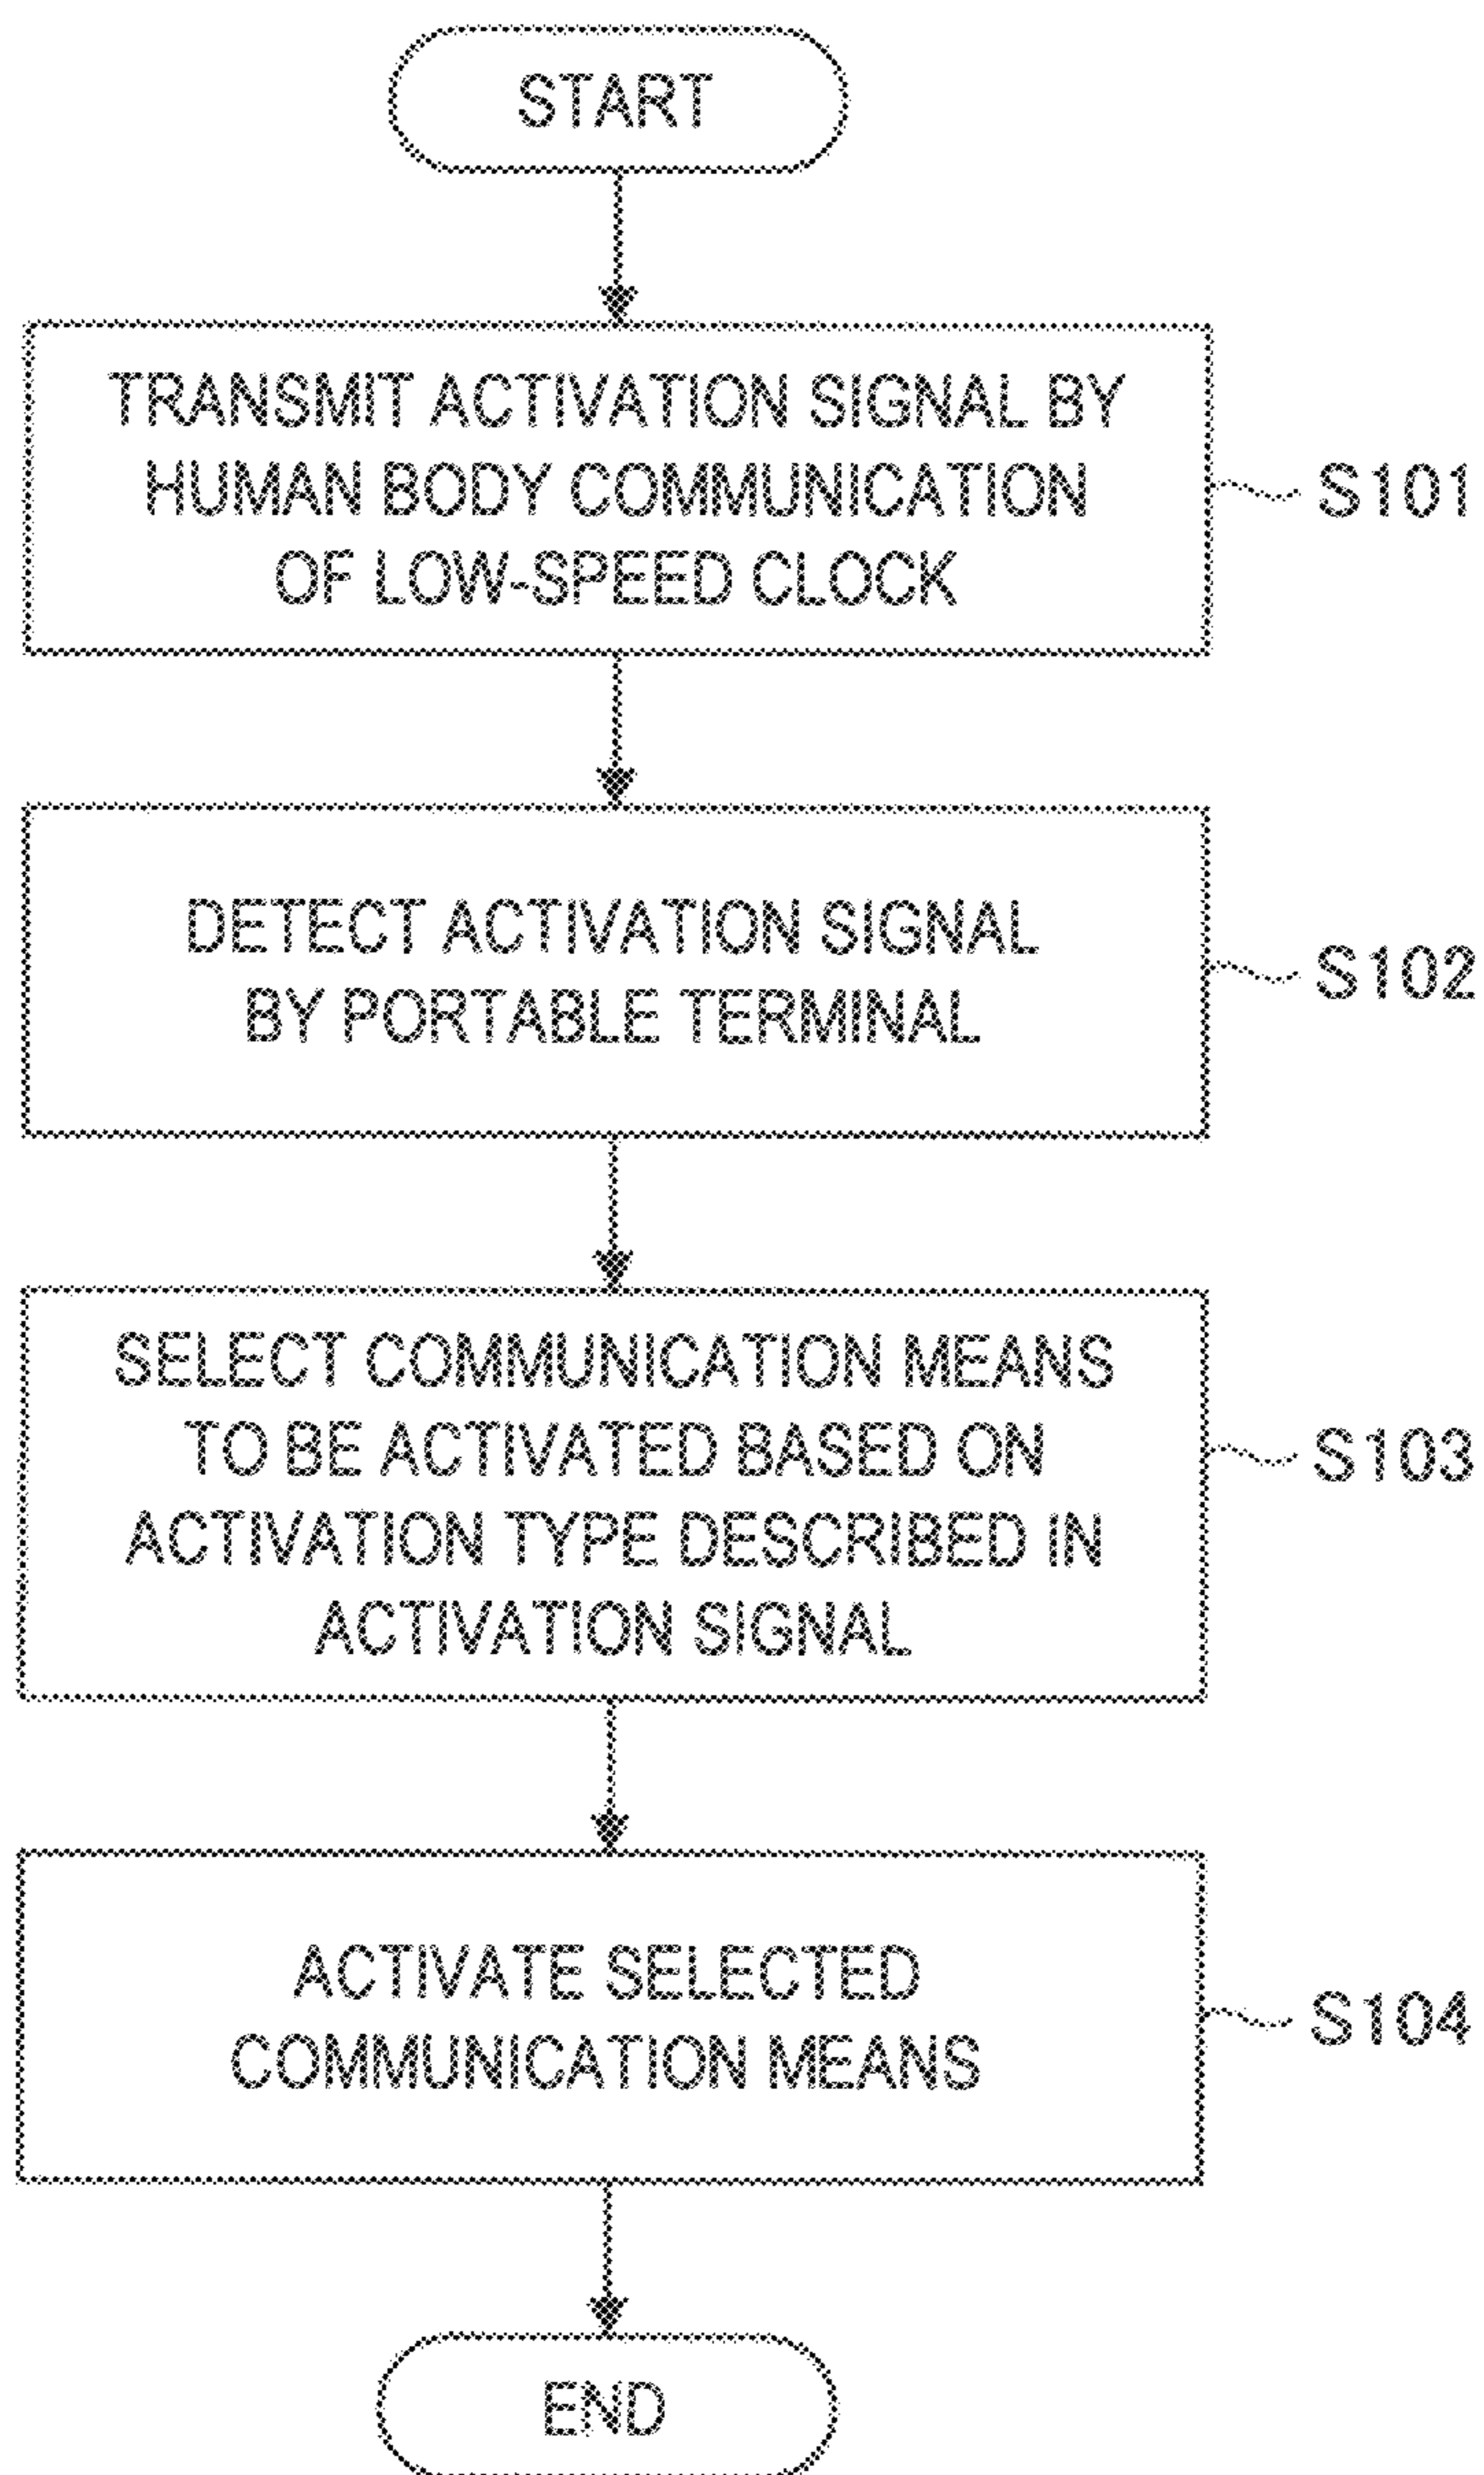 START
TRANSMIT ACTIVATION SIGNAL BY
HUMAN BODY COMMUNICATION
OF LOW-SPEED CLOCK
S101
DETECT ACTIVATION SIGNAL
BY PORTABLE TERMINAL
S102
SELECT COMMUNICATION MEANS
TO BE ACTIVATED BASED ON
ACTIVATION TYPE DESCRIBED IN
ACTIVATION SIGNAL
S103
ACTIVATE SELECTED
COMMUNICATION MEANS
S104
END